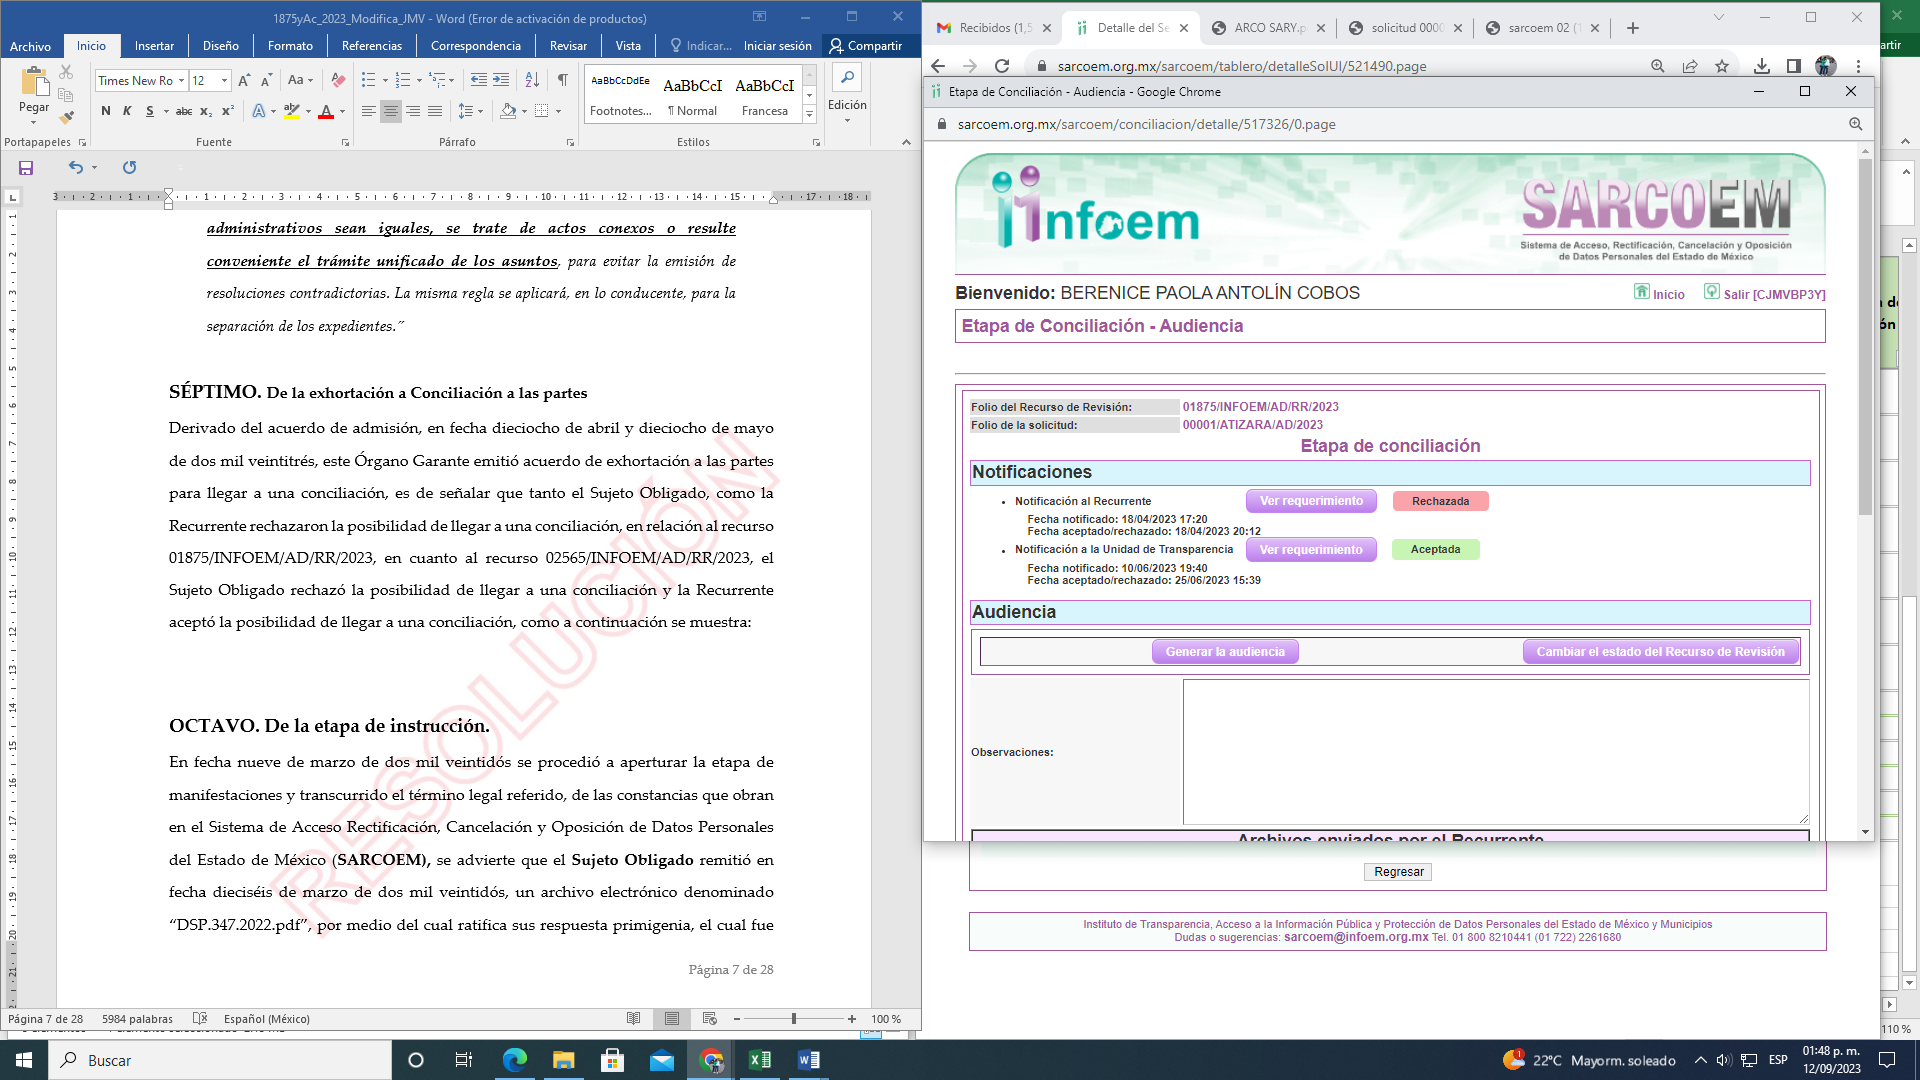 1875yAc_2023_Modifica_JMV - Word (Error de activación de productos)
Archivo Inicio Insertar Diseño Formato Referencias Correspondencia Revisar Vista Indicar... Iniciar sesión Compartir
Times New Ro 12
Pegar
N K S abc x₂ x²
AaBbCcDdEe AaBbCcI AaBbCcI
Footnotes... ¶ Normal Francesa
Edición
Portapapeles Fuente Párrafo Estilos
administrativos sean iguales, se trate de actos conexos o resulte
conveniente el trámite unificado de los asuntos, para evitar la emisión de
resoluciones contradictorias. La misma regla se aplicará, en lo conducente, para la
separación de los expedientes.”
SÉPTIMO. De la exhortación a Conciliación a las partes
Derivado del acuerdo de admisión, en fecha dieciocho de abril y dieciocho de mayo
de dos mil veintitrés, este Órgano Garante emitió acuerdo de exhortación a las partes
para llegar a una conciliación, es de señalar que tanto el Sujeto Obligado, como la
Recurrente rechazaron la posibilidad de llegar a una conciliación, en relación al recurso
01875/INFOEM/AD/RR/2023, en cuanto al recurso 02565/INFOEM/AD/RR/2023, el
Sujeto Obligado rechazó la posibilidad de llegar a una conciliación y la Recurrente
aceptó la posibilidad de llegar a una conciliación, como a continuación se muestra:
OCTAVO. De la etapa de instrucción.
En fecha nueve de marzo de dos mil veintidós se procedió a aperturar la etapa de
manifestaciones y transcurrido el término legal referido, de las constancias que obran
en el Sistema de Acceso Rectificación, Cancelación y Oposición de Datos Personales
del Estado de México (SARCOEM), se advierte que el Sujeto Obligado remitió en
fecha dieciséis de marzo de dos mil veintidós, un archivo electrónico denominado
“DSP.347.2022.pdf”, por medio del cual ratifica sus respuesta primigenia, el cual fue
RESOLUCIÓN
Página 7 de 28
Página 7 de 28 5984 palabras Español (México) 100 %
Recibidos (1,5 Detalle del Se ARCO SARY.p solicitud 0000 sarcoem 02 (1
sarcoem.org.mx/sarcoem/tablero/detalleSolUI/521490.page
Etapa de Conciliación - Audiencia - Google Chrome
sarcoem.org.mx/sarcoem/conciliacion/detalle/517326/0.page
infoem
SARCOEM
Sistema de Acceso, Rectificación, Cancelación y Oposición
de Datos Personales del Estado de México
Bienvenido: BERENICE PAOLA ANTOLÍN COBOS
Inicio Salir [CJMVBP3Y]
Etapa de Conciliación - Audiencia
Folio del Recurso de Revisión: 01875/INFOEM/AD/RR/2023
Folio de la solicitud: 00001/ATIZARA/AD/2023
Etapa de conciliación
Notificaciones
Notificación al Recurrente Ver requerimiento Rechazada
Fecha notificado: 18/04/2023 17:20
Fecha aceptado/rechazado: 18/04/2023 20:12
Notificación a la Unidad de Transparencia Ver requerimiento Aceptada
Fecha notificado: 10/06/2023 19:40
Fecha aceptado/rechazado: 25/06/2023 15:39
Audiencia
Generar la audiencia Cambiar el estado del Recurso de Revisión
Observaciones:
Archivos enviados por el Recurrente
Regresar
Instituto de Transparencia, Acceso a la Información Pública y Protección de Datos Personales del Estado de México y Municipios
Dudas o sugerencias: sarcoem@infoem.org.mx Tel. 01 800 8210441 (01 722) 2261680
110 %
Buscar
22°C Mayorm. soleado ESP 01:48 p. m.
12/09/2023